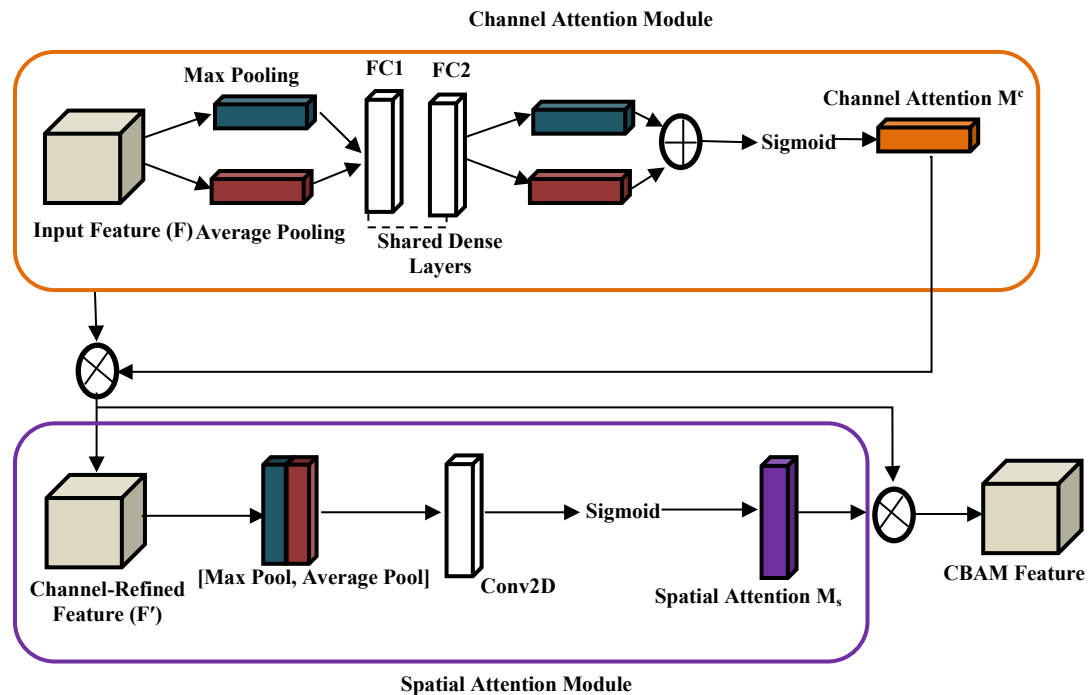 Channel Attention Module
FC1
FC2
Max Pooling
Channel Attention Mᶜ
Sigmoid
Input Feature (F)
Average Pooling
Shared Dense
Layers
Sigmoid
[Max Pool, Average Pool]
Conv2D
Spatial Attention Mₛ
CBAM Feature
Channel-Refined
Feature (F′)
Spatial Attention Module